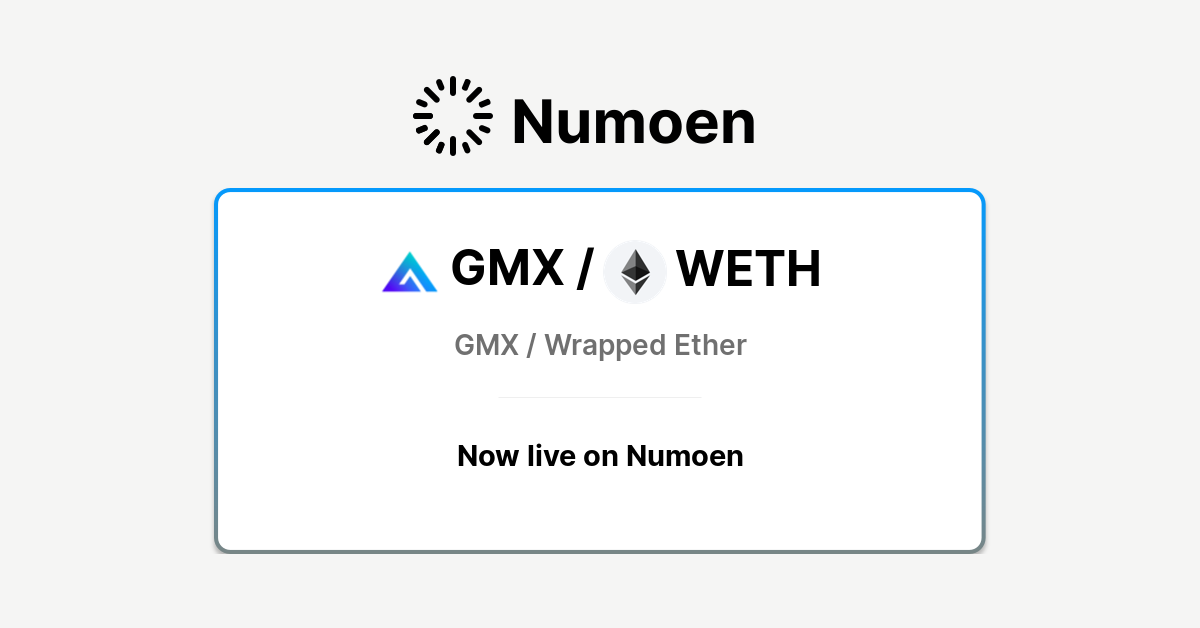 Numoen
GMX / WETH
GMX / Wrapped Ether
Now live on Numoen